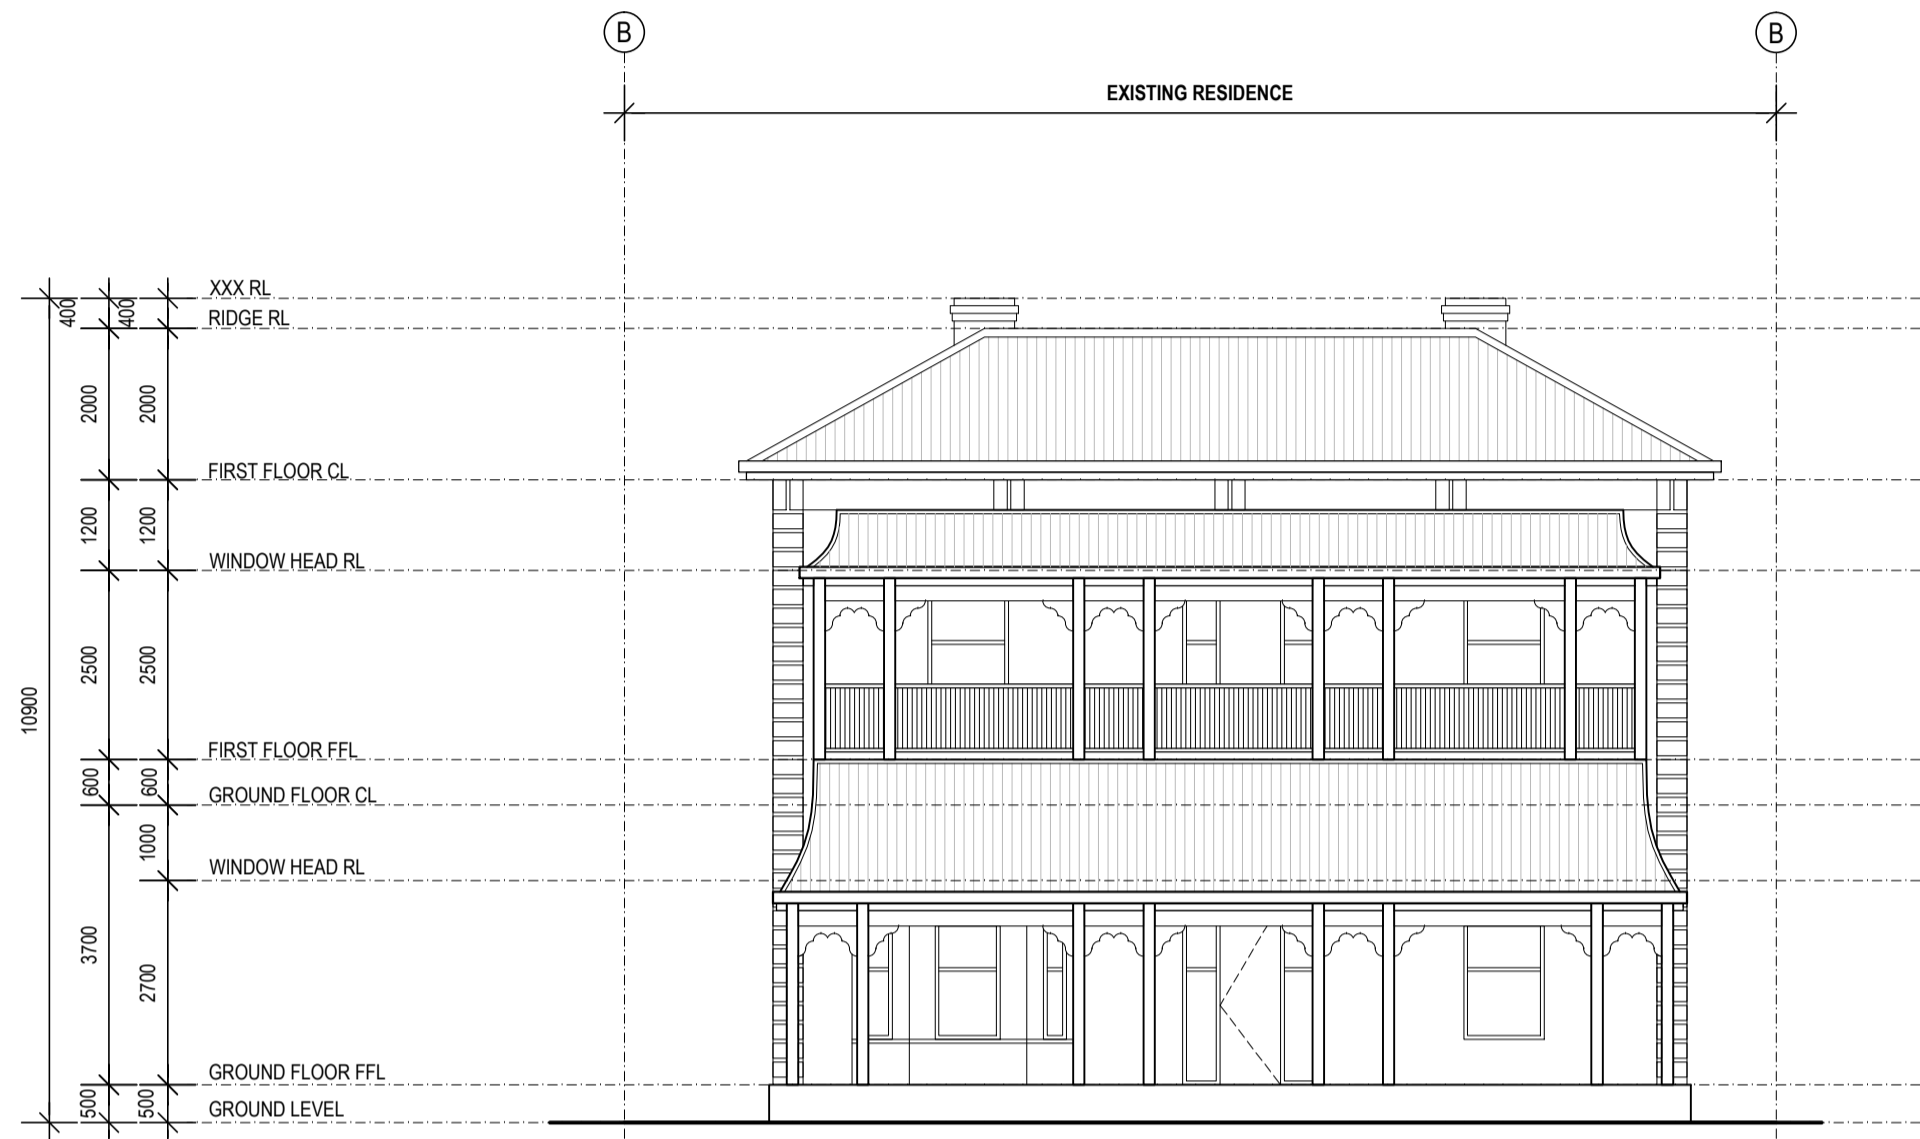 B
B
EXISTING RESIDENCE
XXX RL
400
400
RIDGE RL
2000
2000
FIRST FLOOR CL
1200
1200
WINDOW HEAD RL
2500
2500
10900
FIRST FLOOR FFL
600
600
GROUND FLOOR CL
1000
WINDOW HEAD RL
3700
2700
GROUND FLOOR FFL
500
500
GROUND LEVEL